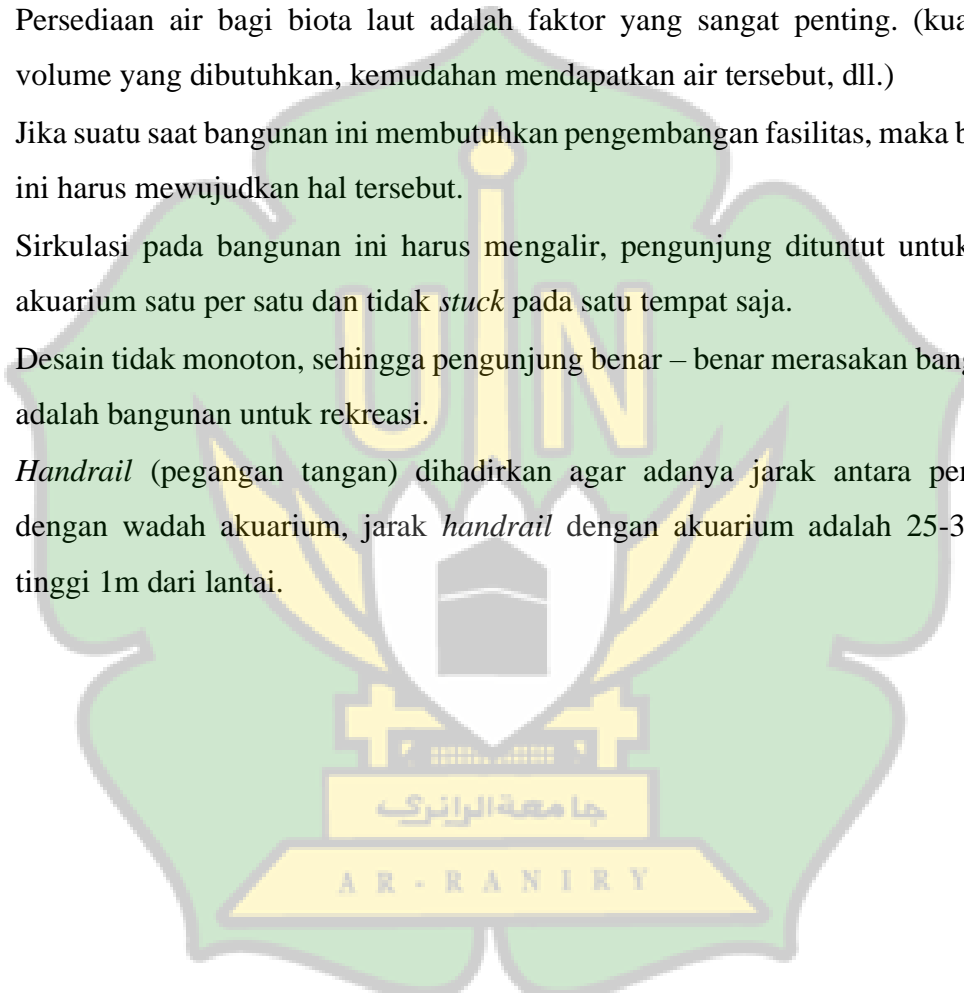 Persediaan air bagi biota laut adalah faktor yang sangat penting. (kua
volume yang dibutuhkan, kemudahan mendapatkan air tersebut, dll.)
Jika suatu saat bangunan ini membutuhkan pengembangan fasilitas, maka b
ini harus mewujudkan hal tersebut.
Sirkulasi pada bangunan ini harus mengalir, pengunjung dituntut untuk
akuarium satu per satu dan tidak stuck pada satu tempat saja.
Desain tidak monoton, sehingga pengunjung benar – benar merasakan bang
adalah bangunan untuk rekreasi.
Handrail (pegangan tangan) dihadirkan agar adanya jarak antara per
dengan wadah akuarium, jarak handrail dengan akuarium adalah 25-3
tinggi 1m dari lantai.
UIN
جامعة الرانري
AR-RANIRY